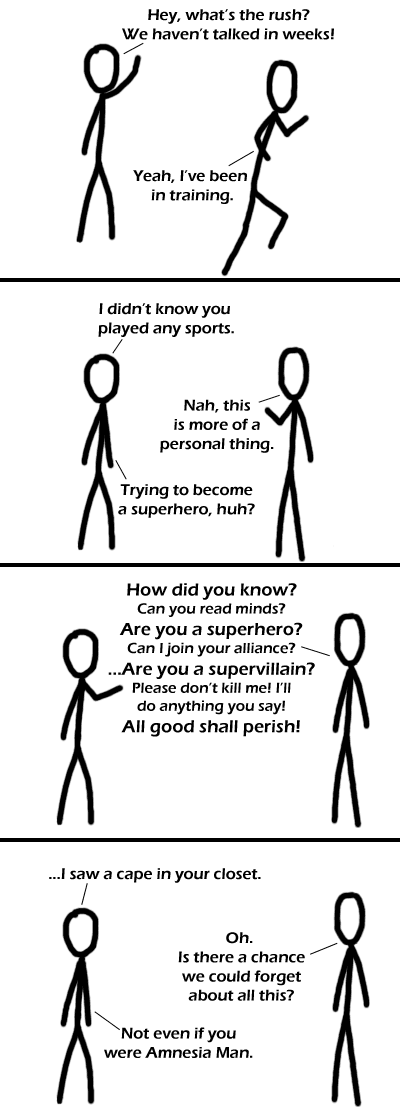 Hey, what's the rush?
We haven't talked in weeks!
Yeah, I've been
in training.
I didn't know you
played any sports.
Nah, this
is more of a
personal thing.
Trying to become
a superhero, huh?
How did you know?
Can you read minds?
Are you a superhero?
Can I join your alliance?
...Are you a supervillain?
Please don't kill me! I'll
do anything you say!
All good shall perish!
...I saw a cape in your closet.
Oh.
Is there a chance
we could forget
about all this?
Not even if you
were Amnesia Man.